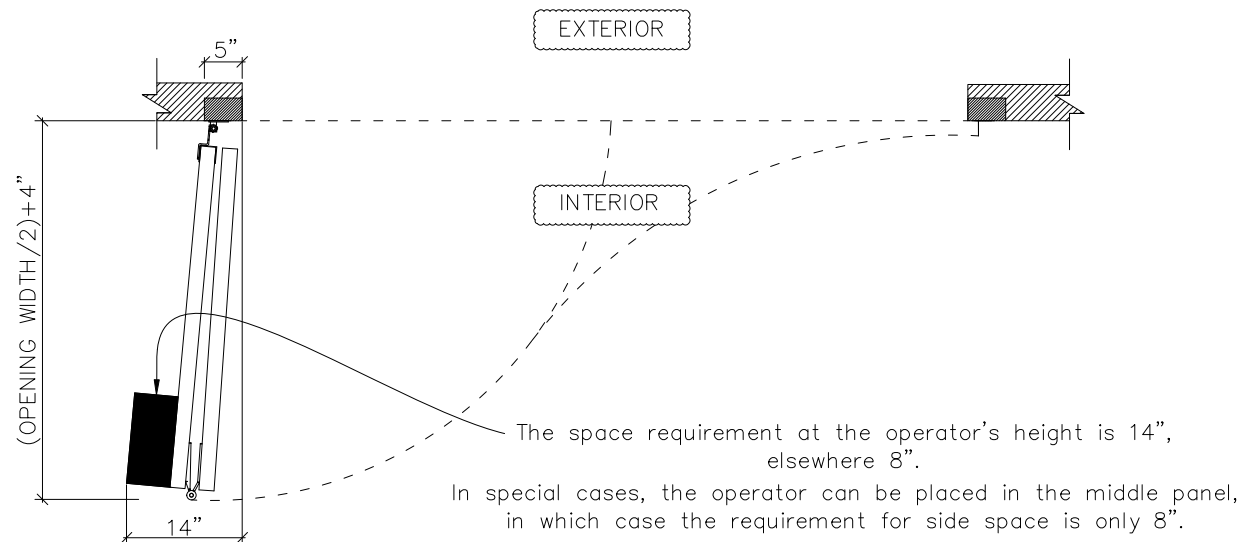 EXTERIOR
5”
INTERIOR
(OPENING WIDTH/2)+4”
The space requirement at the operator’s height is 14”,
elsewhere 8”.
In special cases, the operator can be placed in the middle panel,
in which case the requirement for side space is only 8”.
14”